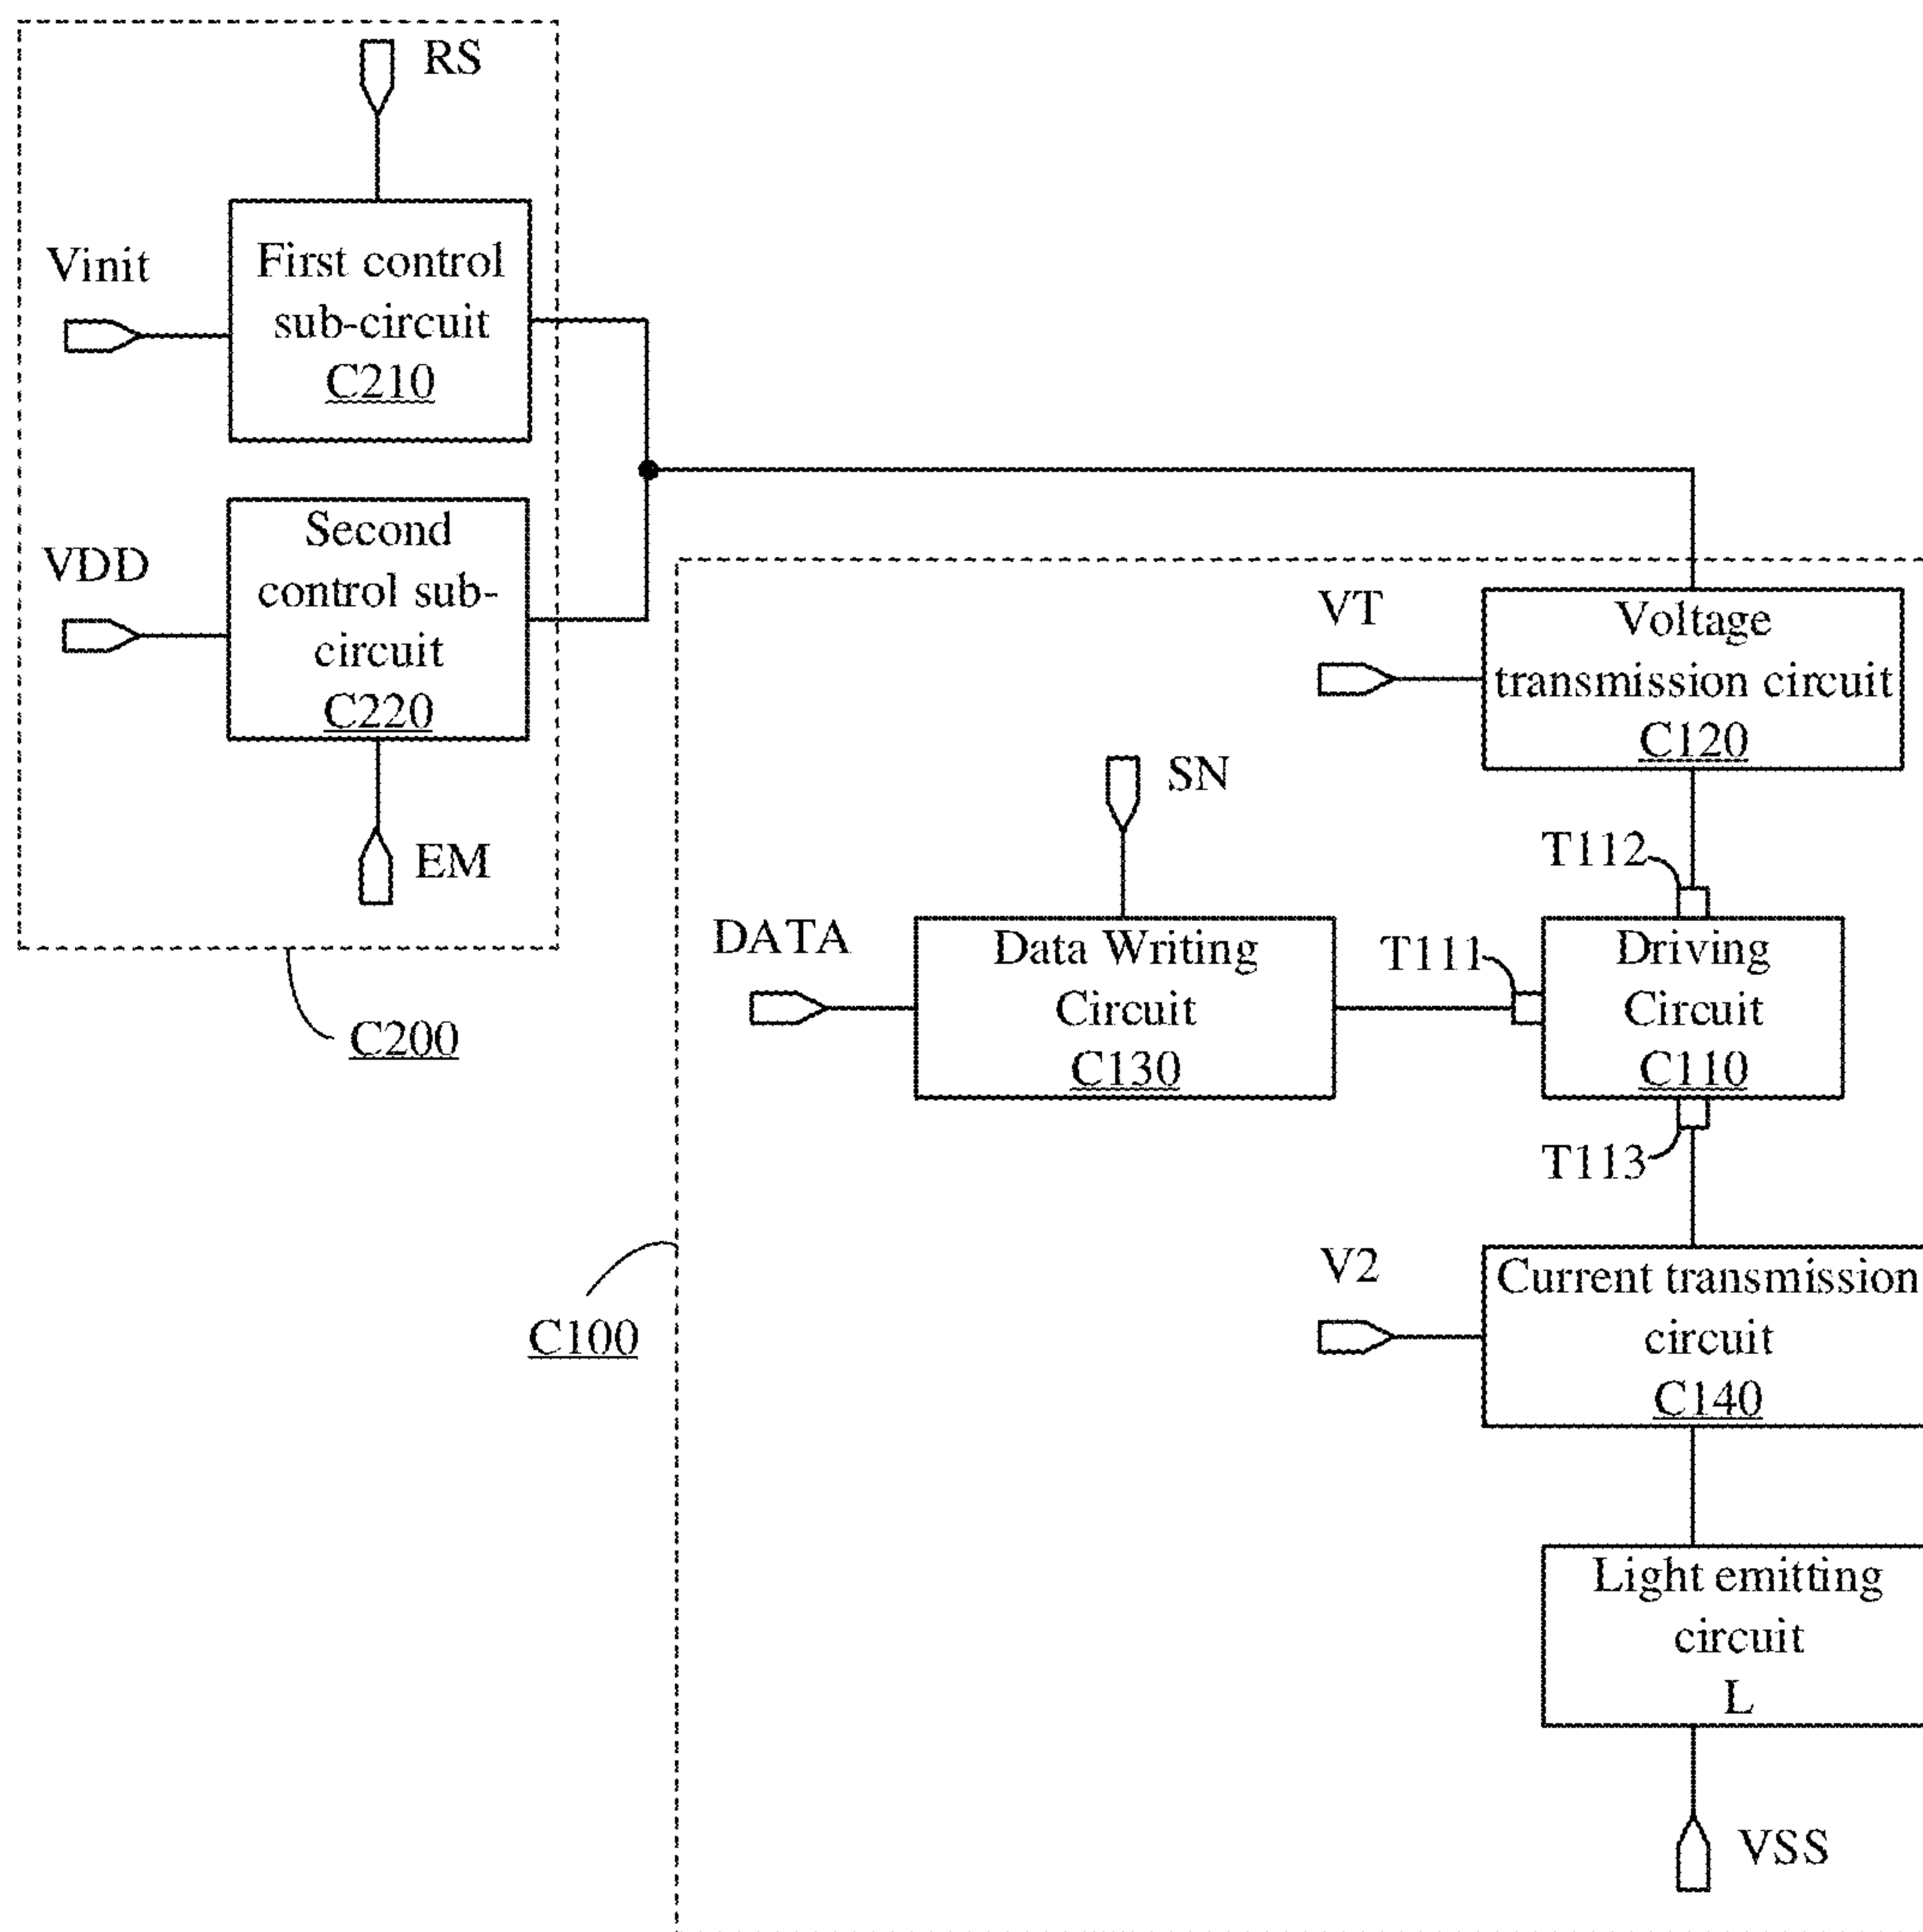 RS
Vinit
First control
sub-circuit
C210
VDD
Second
control sub-
circuit
C220
EM
C200
VT
Voltage
transmission circuit
C120
SN
T112
DATA
Data Writing
Circuit
C130
T111
Driving
Circuit
C110
T113
C100
V2
Current transmission
circuit
C140
Light emitting
circuit
L
VSS